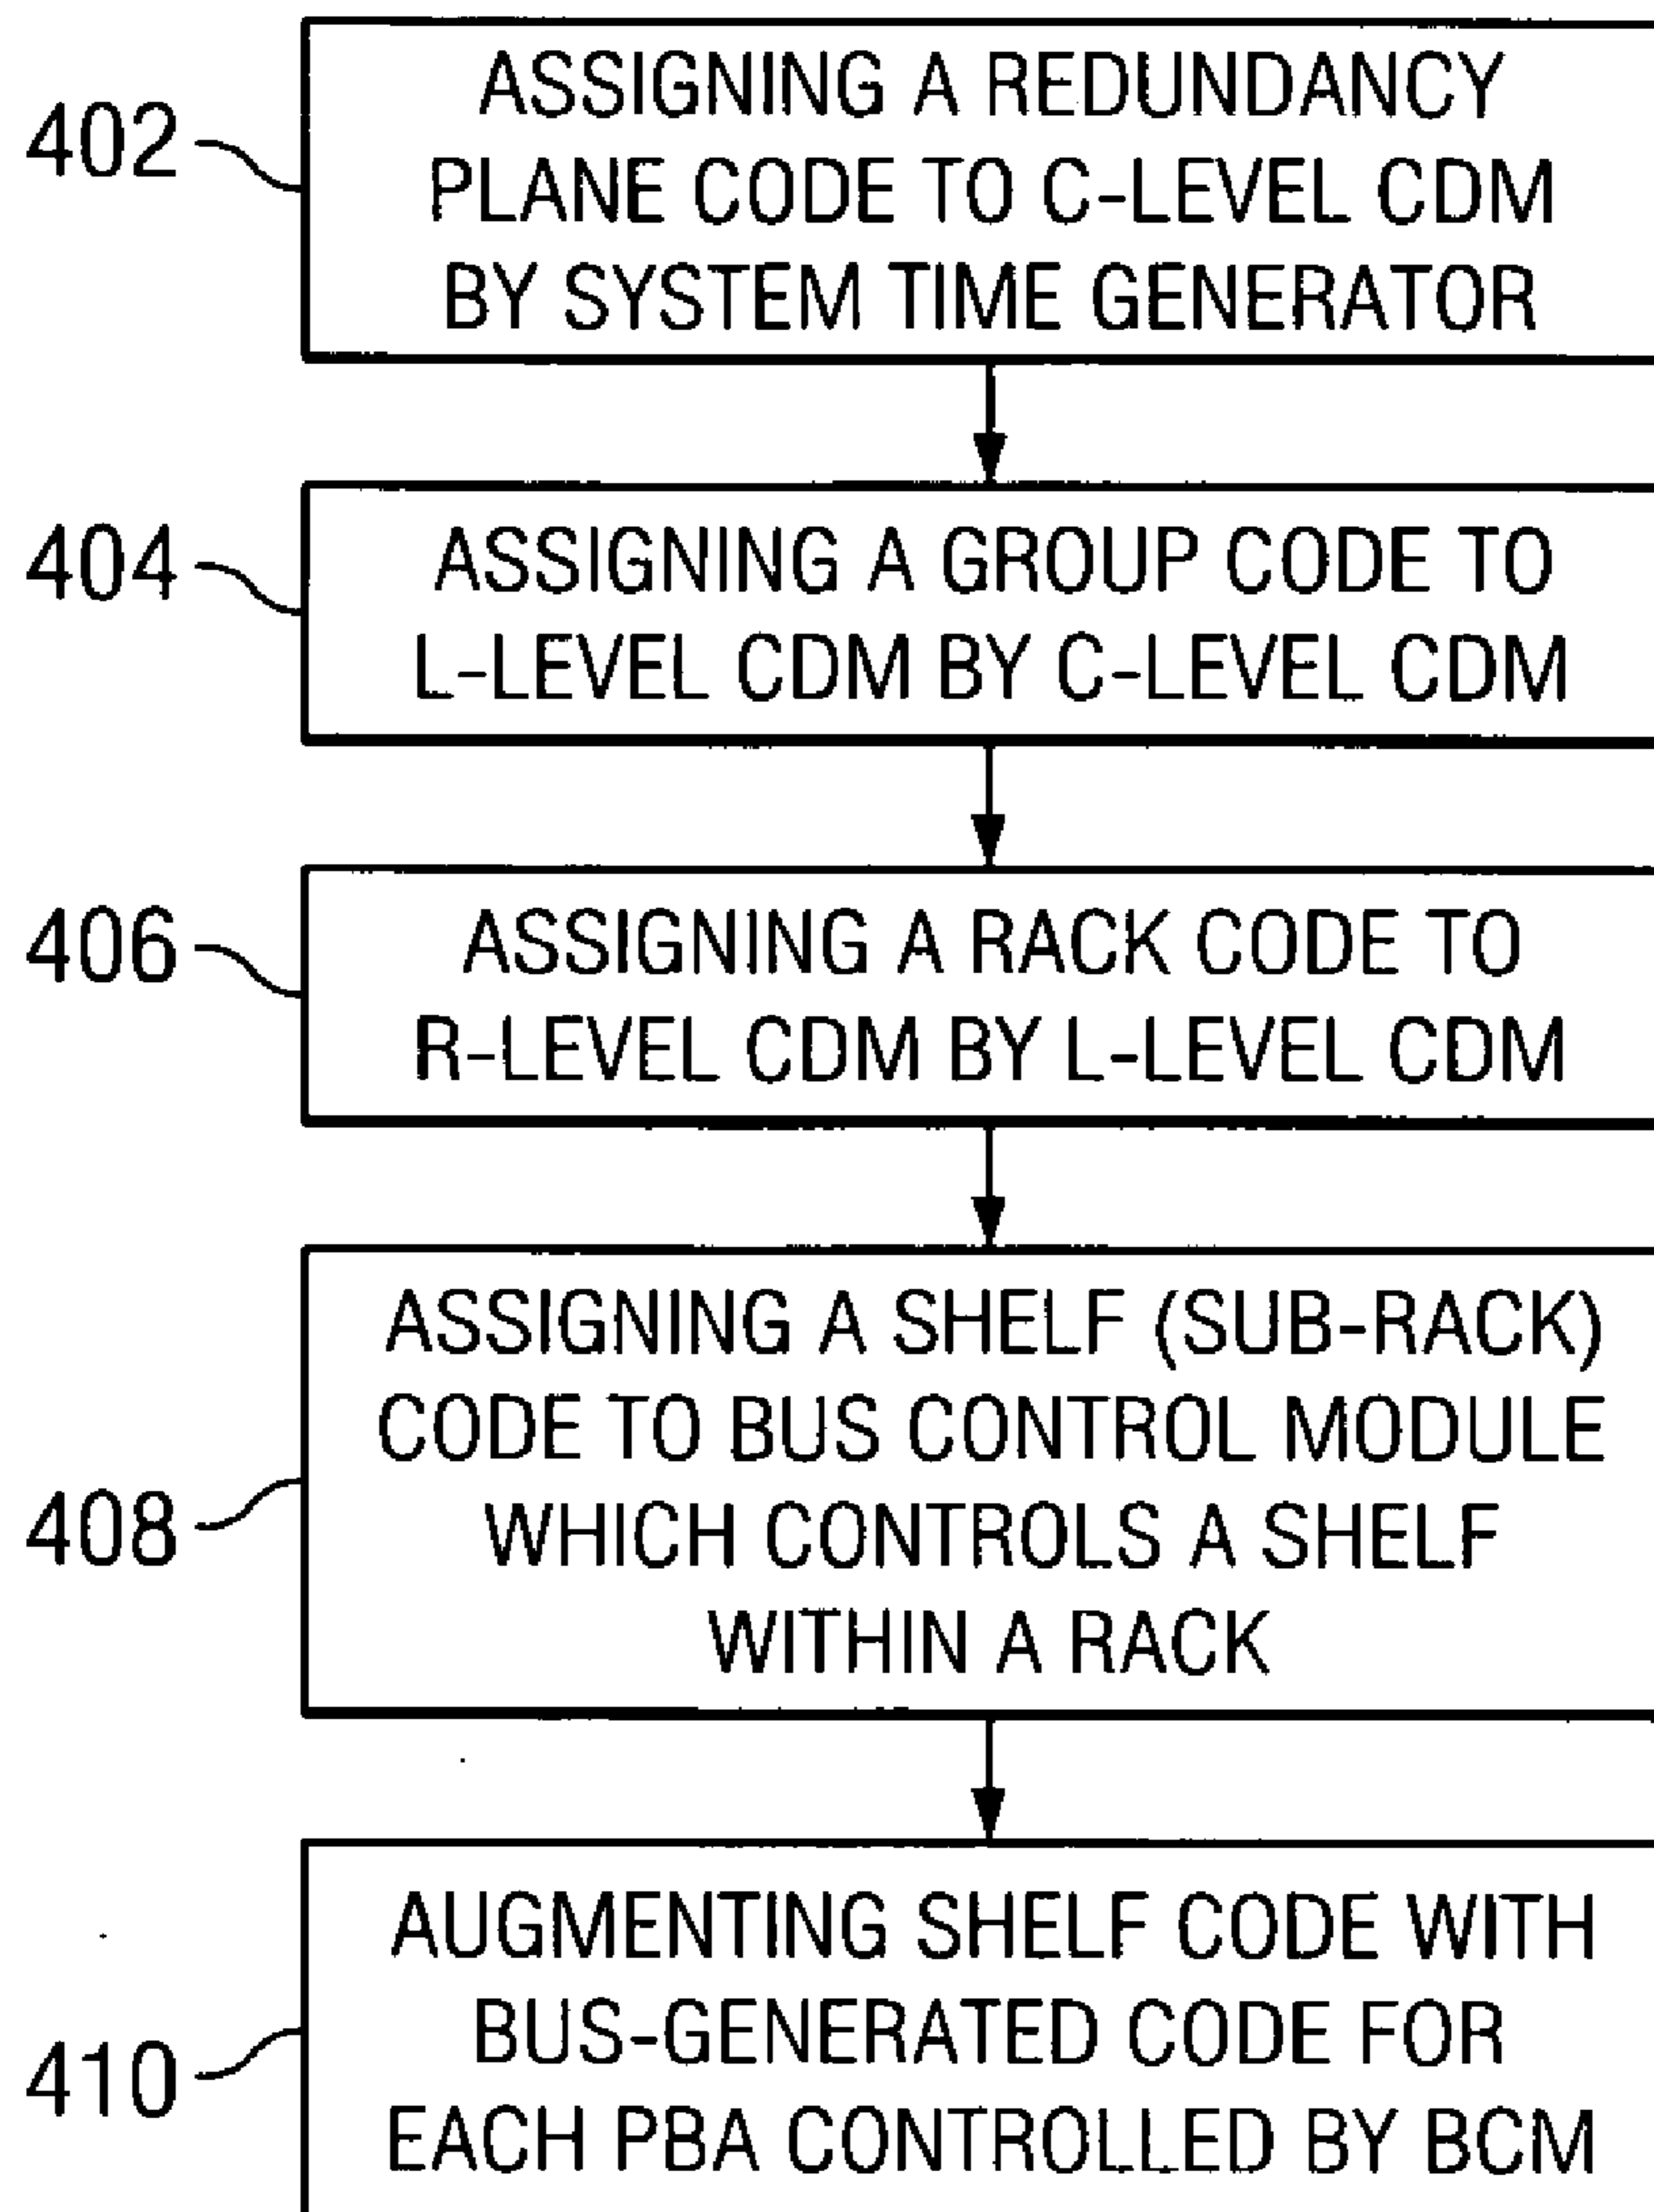 402
ASSIGNING A REDUNDANCY
PLANE CODE TO C-LEVEL CDM
BY SYSTEM TIME GENERATOR
404
ASSIGNING A GROUP CODE TO
L-LEVEL CDM BY C-LEVEL CDM
406
ASSIGNING A RACK CODE TO
R-LEVEL CDM BY L-LEVEL CDM
408
ASSIGNING A SHELF (SUB-RACK)
CODE TO BUS CONTROL MODULE
WHICH CONTROLS A SHELF
WITHIN A RACK
410
AUGMENTING SHELF CODE WITH
BUS-GENERATED CODE FOR
EACH PBA CONTROLLED BY BCM